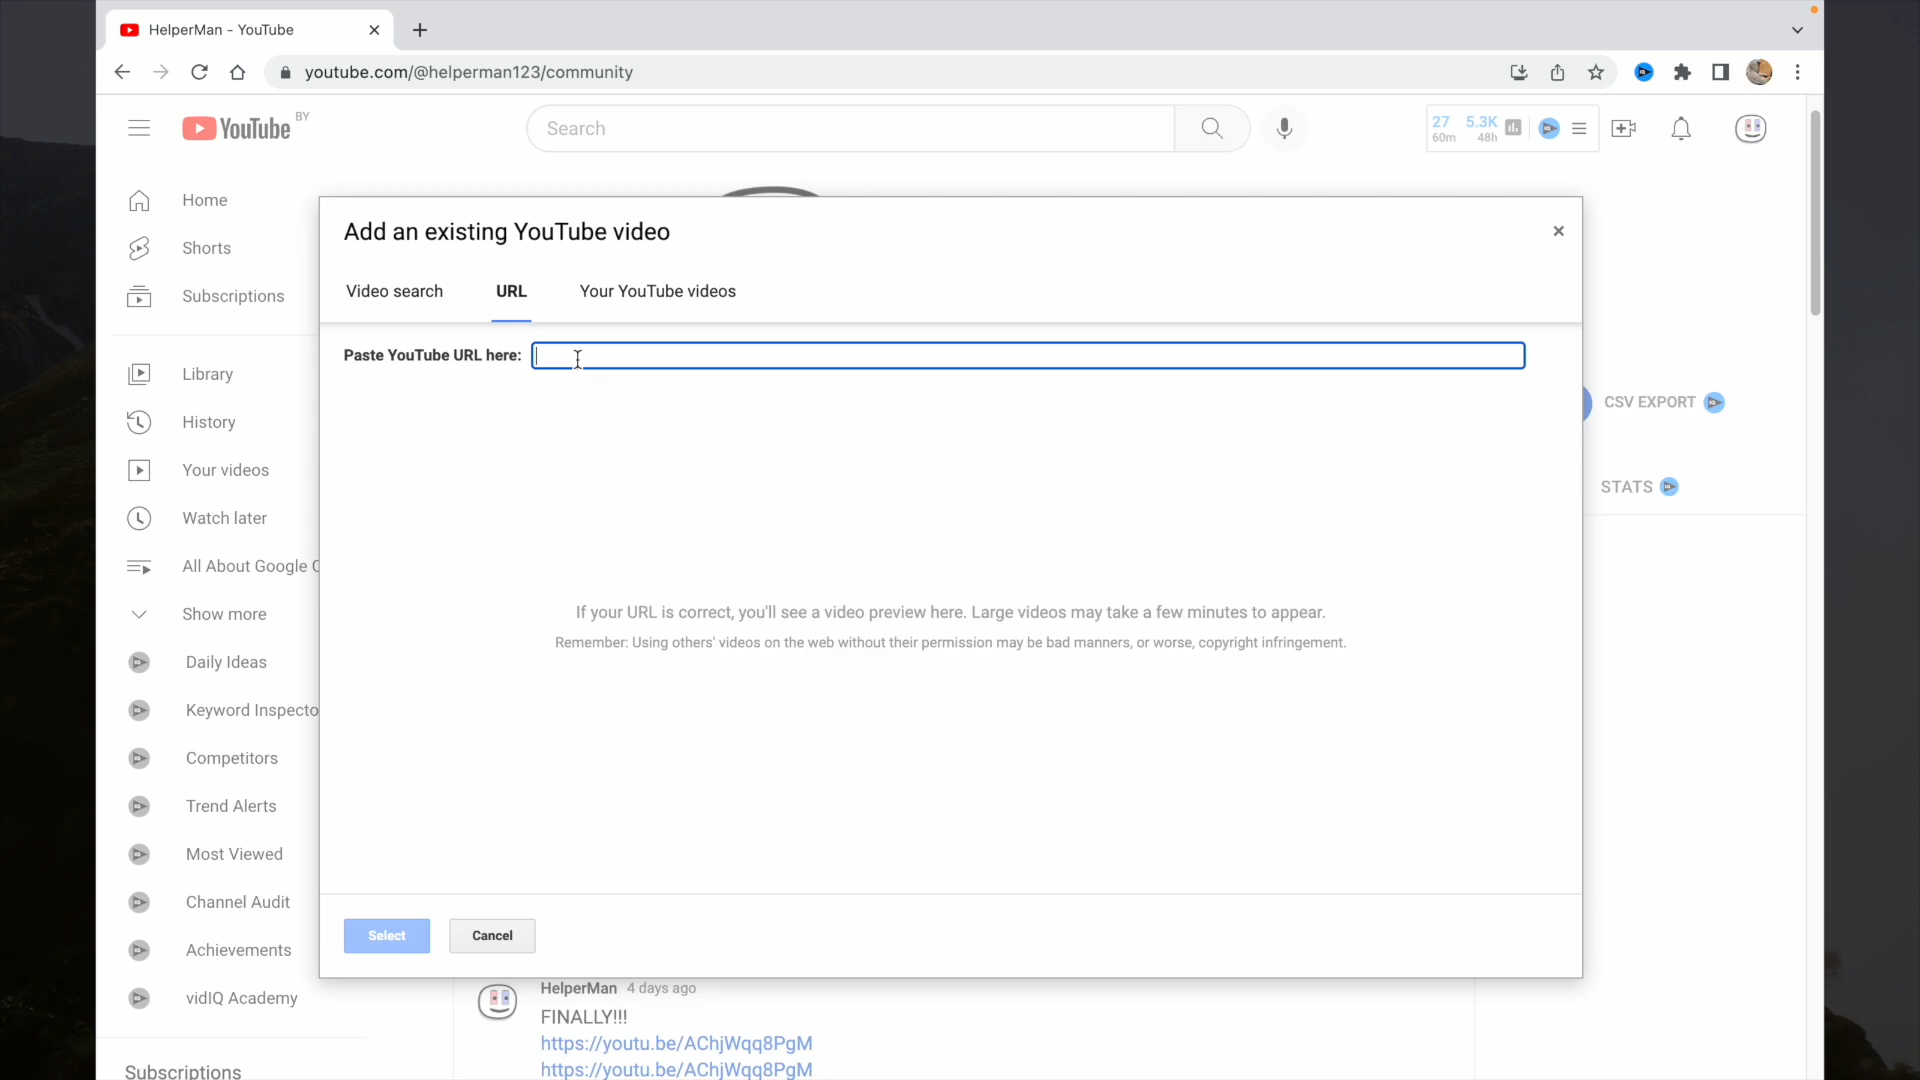 HelperMan - YouTube
youtube.com/@helperman123/community
YouTube BY
Search
27 5.3K
60m 48h
Home
Shorts
Subscriptions
Library
History
Your videos
Watch later
All About Google
Show more
Daily Ideas
Keyword Inspecto
Competitors
Trend Alerts
Most Viewed
Channel Audit
Achievements
vidIQ Academy
Subscriptions
Add an existing YouTube video
Video search URL Your YouTube videos
Paste YouTube URL here:
If your URL is correct, you'll see a video preview here. Large videos may take a few minutes to appear.
Remember: Using others' videos on the web without their permission may be bad manners, or worse, copyright infringement.
Select Cancel
CSV EXPORT
STATS
HelperMan 4 days ago
FINALLY!!!
https://youtu.be/AChjWqq8PgM
https://youtu.be/AChjWqq8PgM